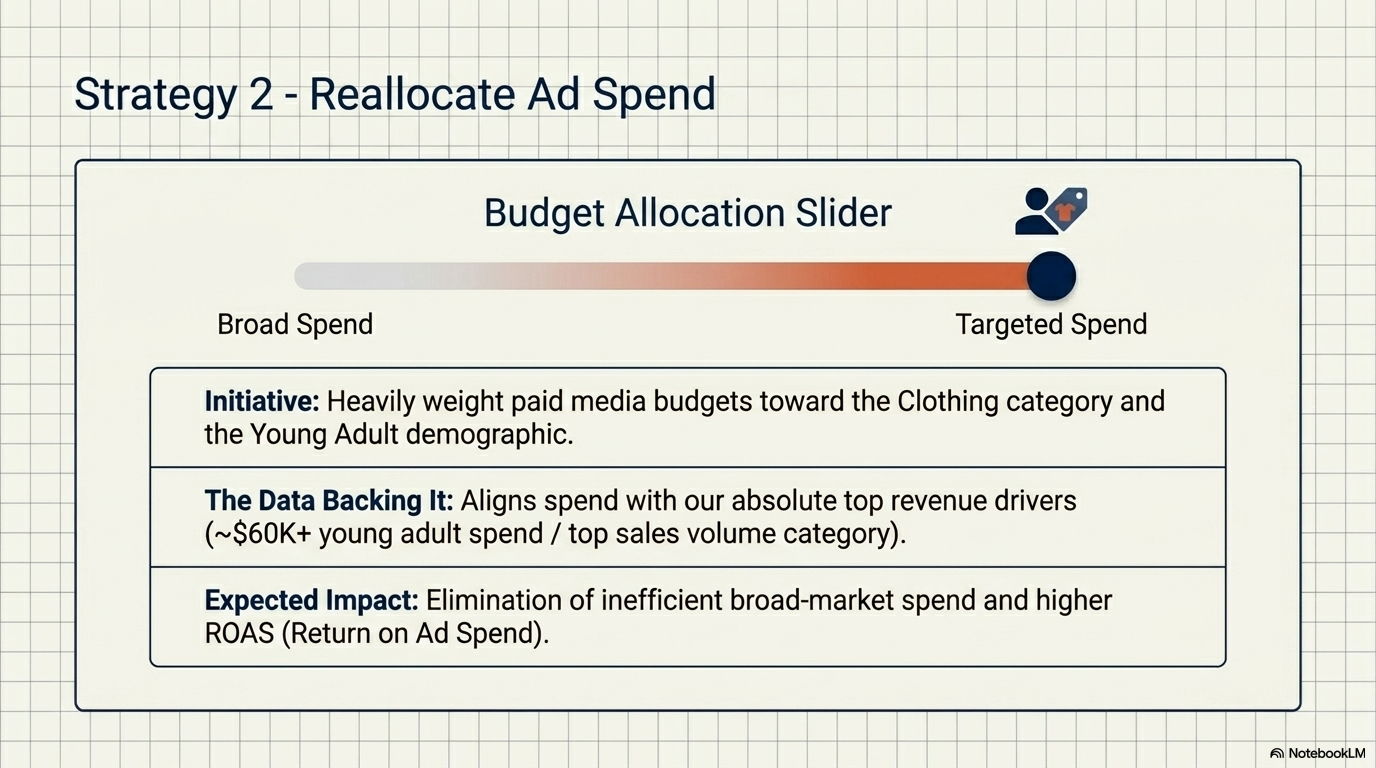 Strategy 2 - Reallocate Ad Spend
Budget Allocation Slider
Broad Spend
Targeted Spend
Initiative: Heavily weight paid media budgets toward the Clothing category and
the Young Adult demographic.
The Data Backing It: Aligns spend with our absolute top revenue drivers
(~$60K+ young adult spend / top sales volume category).
Expected Impact: Elimination of inefficient broad-market spend and higher
ROAS (Return on Ad Spend).
NotebookLM